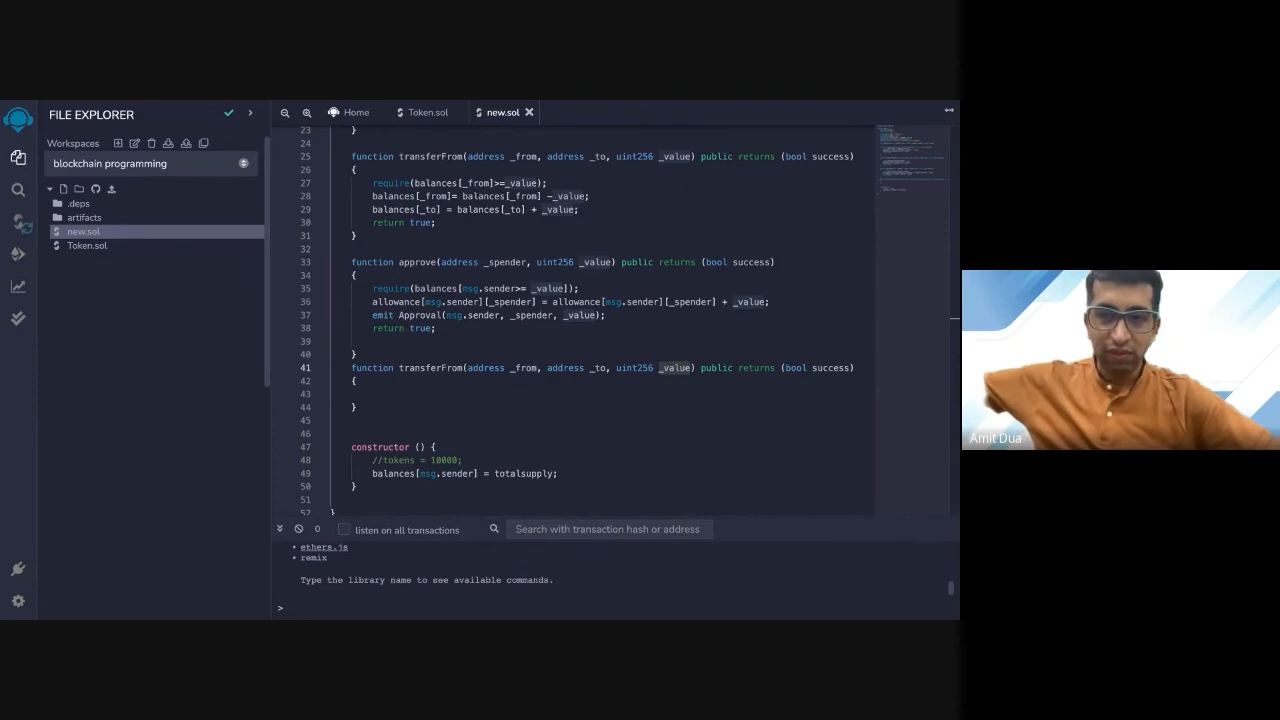 FILE EXPLORER
Workspaces
blockchain programming
.deps
artifacts
new.sol
Token.sol
Home
Token.sol
new.sol
23 }
24
25 function transferFrom(address _from, address _to, uint256 _value) public returns (bool success)
26 {
27 require(balances[_from]>=_value);
28 balances[_from]= balances[_from] -_value;
29 balances[_to] = balances[_to] + _value;
30 return true;
31 }
32
33 function approve(address _spender, uint256 _value) public returns (bool success)
34 {
35 require(balances[msg.sender>= _value]);
36 allowance[msg.sender][_spender] = allowance[msg.sender][_spender] + _value;
37 emit Approval(msg.sender, _spender, _value);
38 return true;
39
40 }
41 function transferFrom(address _from, address _to, uint256 _value) public returns (bool success)
42 {
43
44 }
45
46
47 constructor () {
48 //tokens = 10000;
49 balances[msg.sender] = totalsupply;
50 }
51
52 }
0
listen on all transactions
Search with transaction hash or address
• ethers.js
• remix
Type the library name to see available commands.
>
Amit Dua